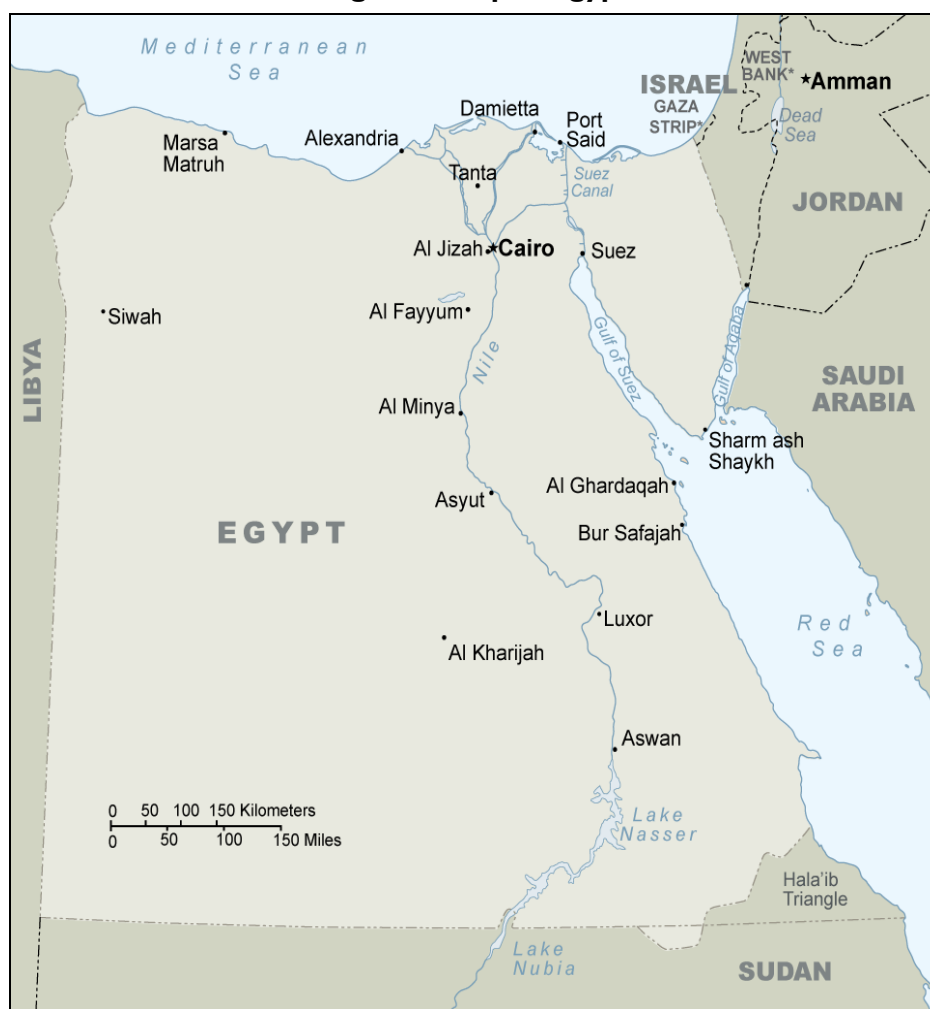 Mediterranean
Sea
WEST
BANK*
Amman
ISRAEL
GAZA
STRIP*
Dead
Sea
Damietta
Port
Said
Alexandria
Marsa
Matruh
Tanta
Suez
Canal
JORDAN
Al Jizah
Cairo
Suez
Siwah
Al Fayyum
Nile
Gulf of Suez
Gulf of Aqaba
LIBYA
SAUDI
ARABIA
Al Minya
Sharm ash
Shaykh
Asyut
Al Ghardaqah
EGYPT
Bur Safajah
Luxor
Red
Sea
Al Kharijah
Aswan
0 50 100 150 Kilometers
0 50 100 150 Miles
Lake
Nasser
Hala'ib
Triangle
Lake
Nubia
SUDAN